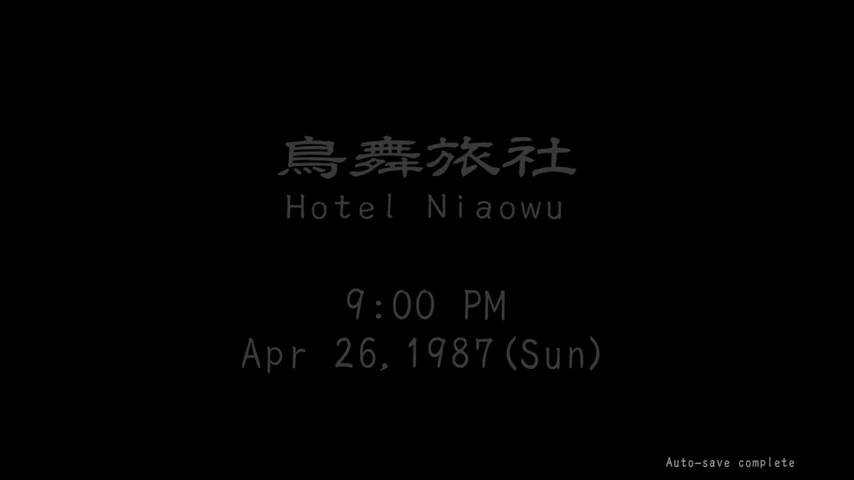 鳥舞旅社
Hotel Niaowu
9:00 PM
Apr 26,1987(Sun)
Auto-save complete